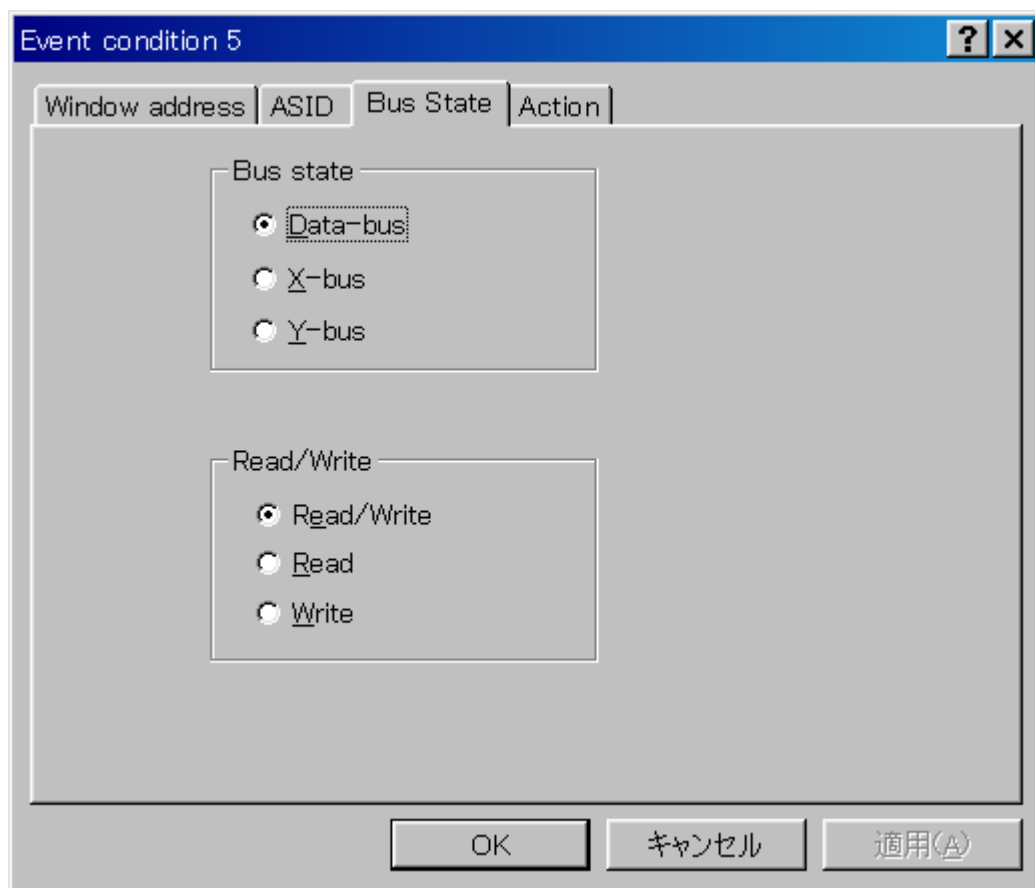 Event condition 5
Window address ASID Bus State Action
Bus state
Data-bus
X-bus
Y-bus
Read/Write
Read/Write
Read
Write
OK キャンセル 適用(A)